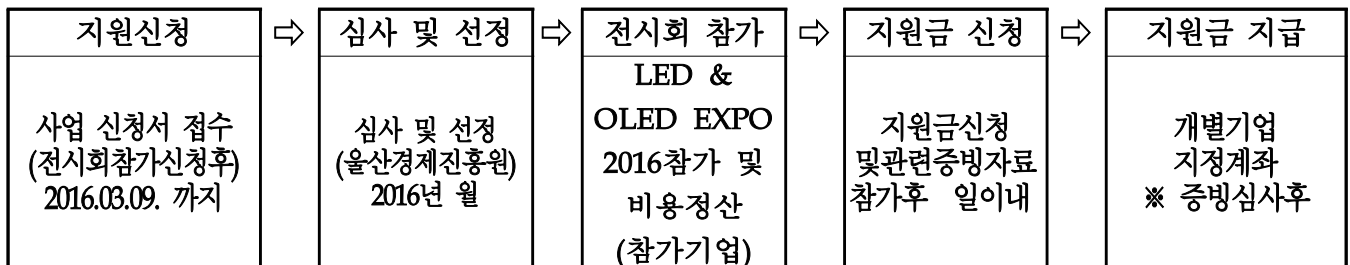 지원신청 ⇨ 심사 및 선정 ⇨ 전시회 참가 ⇨ 지원금 신청 ⇨ 지원금 지급
사업 신청서 접수
(전시회참가신청후)
2016.03.09. 까지
심사 및 선정
(울산경제진흥원)
2016년 월
LED &
OLED EXPO
2016참가 및
비용정산
(참가기업)
지원금신청
및관련증빙자료
참가후 일이내
개별기업
지정계좌
※ 증빙심사후